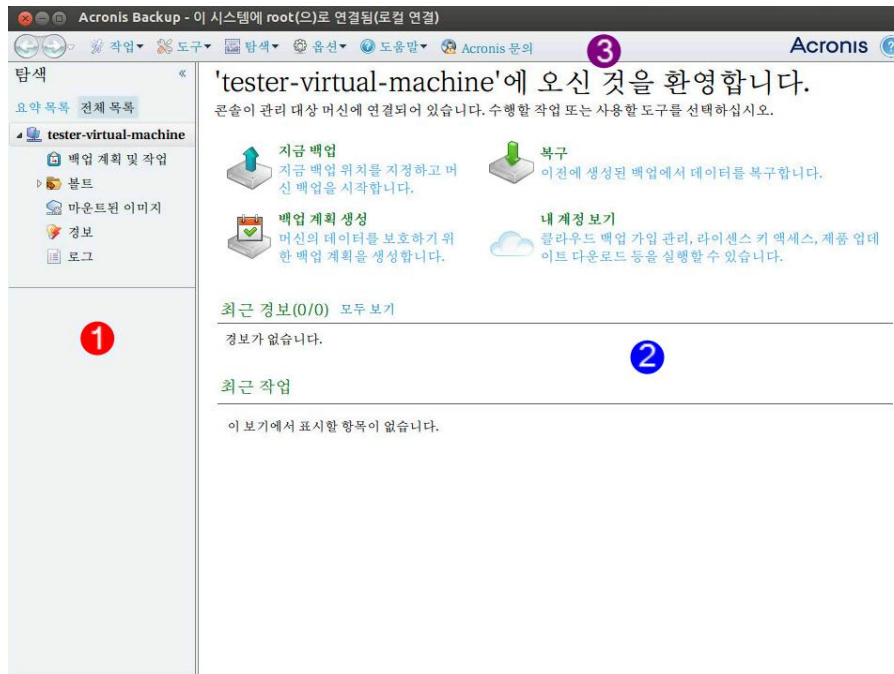 Acronis Backup - 이 시스템에 root(으)로 연결됨(로컬 연결)
작업 도구 탐색 옵션 도움말 Acronis 문의
3
Acronis
탐색
요약 목록 전체 목록
tester-virtual-machine
백업 계획 및 작업
볼트
마운트된 이미지
경보
로그
1
'tester-virtual-machine'에 오신 것을 환영합니다.
콘솔이 관리 대상 머신에 연결되어 있습니다. 수행할 작업 또는 사용할 도구를 선택하십시오.
지금 백업
지금 백업 위치를 지정하고 머
신 백업을 시작합니다.
복구
이전에 생성된 백업에서 데이터를 복구합니다.
백업 계획 생성
머신의 데이터를 보호하기 위
한 백업 계획을 생성합니다.
내 계정 보기
클라우드 백업 가입 관리, 라이센스 키 액세스, 제품 업데
이트 다운로드 등을 실행할 수 있습니다.
최근 경보(0/0) 모두 보기
경보가 없습니다.
2
최근 작업
이 보기에서 표시할 항목이 없습니다.